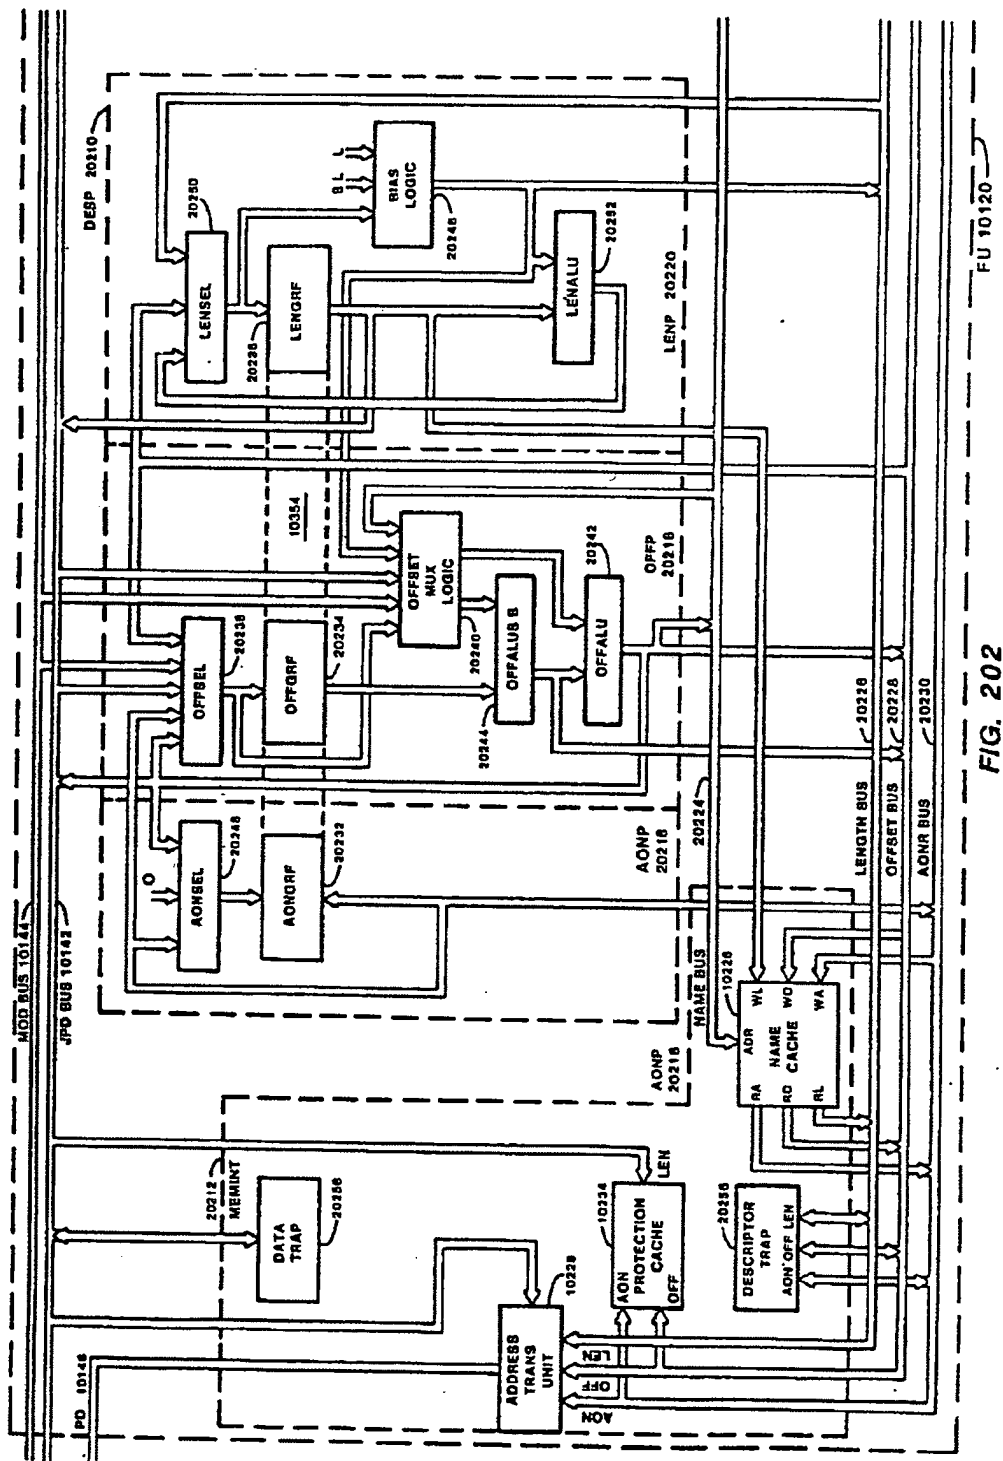 MOD BUS 10144
JPD BUS 10142
PD 10146
DESP 20210
20212
MEMINT
DATA
TRAP
20256
ADDRESS
TRANS
UNIT
10228
AON
OFF
LEN
10234
AON
PROTECTION
CACHE
OFF
LEN
20256
DESCRIPTOR
TRAP
AON OFF LEN
AONP
20216
NAME BUS
20224
10226
ADR
NAME
CACHE
RA
RO
RL
WL
WO
WA
O
AONSEL
20248
AONGRF
20232
AONP
20216
OFFSEL
20238
OFFGRF
20234
10354
OFFSET
MUX
LOGIC
20240
OFFALUS B
20244
OFFALU
20242
OFFP
20218
LENSEL
20250
LENGRF
20236
B L L
BIAS
LOGIC
20246
LENALU
20252
LENP 20220
LENGTH BUS 20226
OFFSET BUS 20228
AONR BUS 20230
FU 10120
FIG. 202